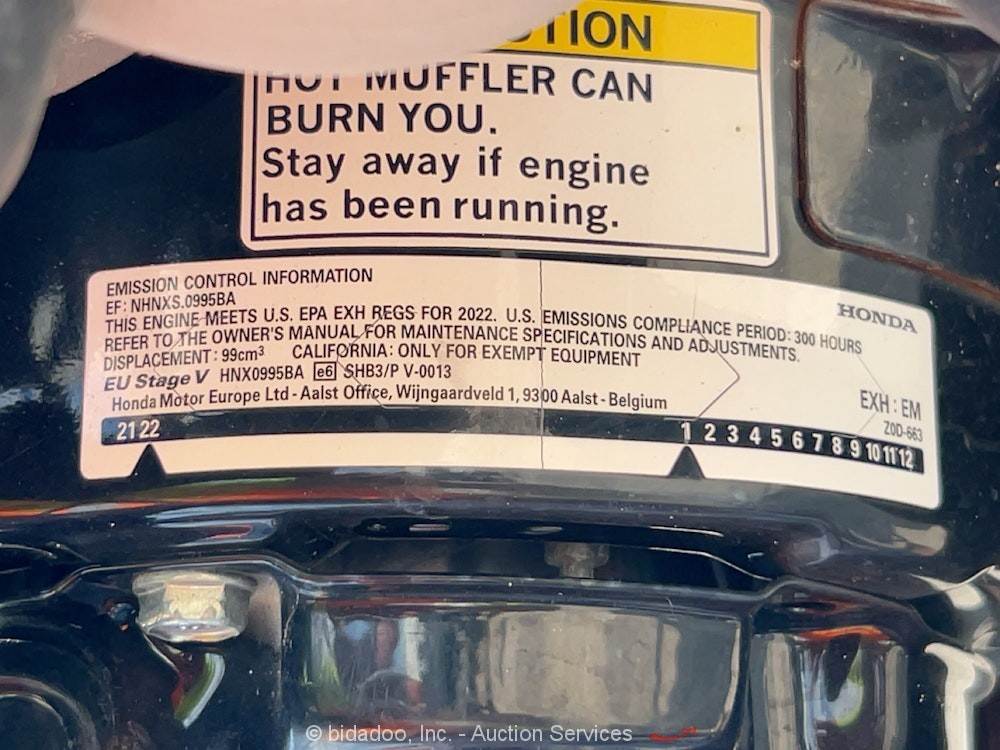 HOT MUFFLER CAN
BURN YOU.
Stay away if engine
has been running.
EMISSION CONTROL INFORMATION
EF: NHNXS.0995BA
THIS ENGINE MEETS U.S. EPA EXH REGS FOR 2022. U.S. EMISSIONS COMPLIANCE PERIOD: 300 HOURS
REFER TO THE OWNER'S MANUAL FOR MAINTENANCE SPECIFICATIONS AND ADJUSTMENTS.
DISPLACEMENT: 99cm³ CALIFORNIA: ONLY FOR EXEMPT EQUIPMENT
EU Stage V HNX0995BA e6 SHB3/P V-0013
Honda Motor Europe Ltd - Aalst Office, Wijngaardveld 1, 9300 Aalst - Belgium
HONDA
EXH: EM
Z0D-663
21 22
1 2 3 4 5 6 7 8 9 10 11 12
© bidadoo, Inc. - Auction Services